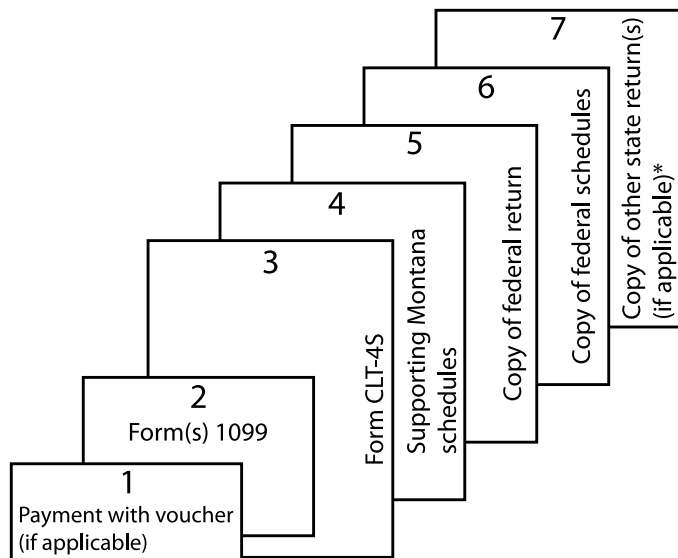 1
Payment with voucher
(if applicable)
2
Form(s) 1099
3
Form CLT-4S
4
Supporting Montana
schedules
5
Copy of federal return
6
Copy of federal schedules
7
Copy of other state return(s)
(if applicable)*